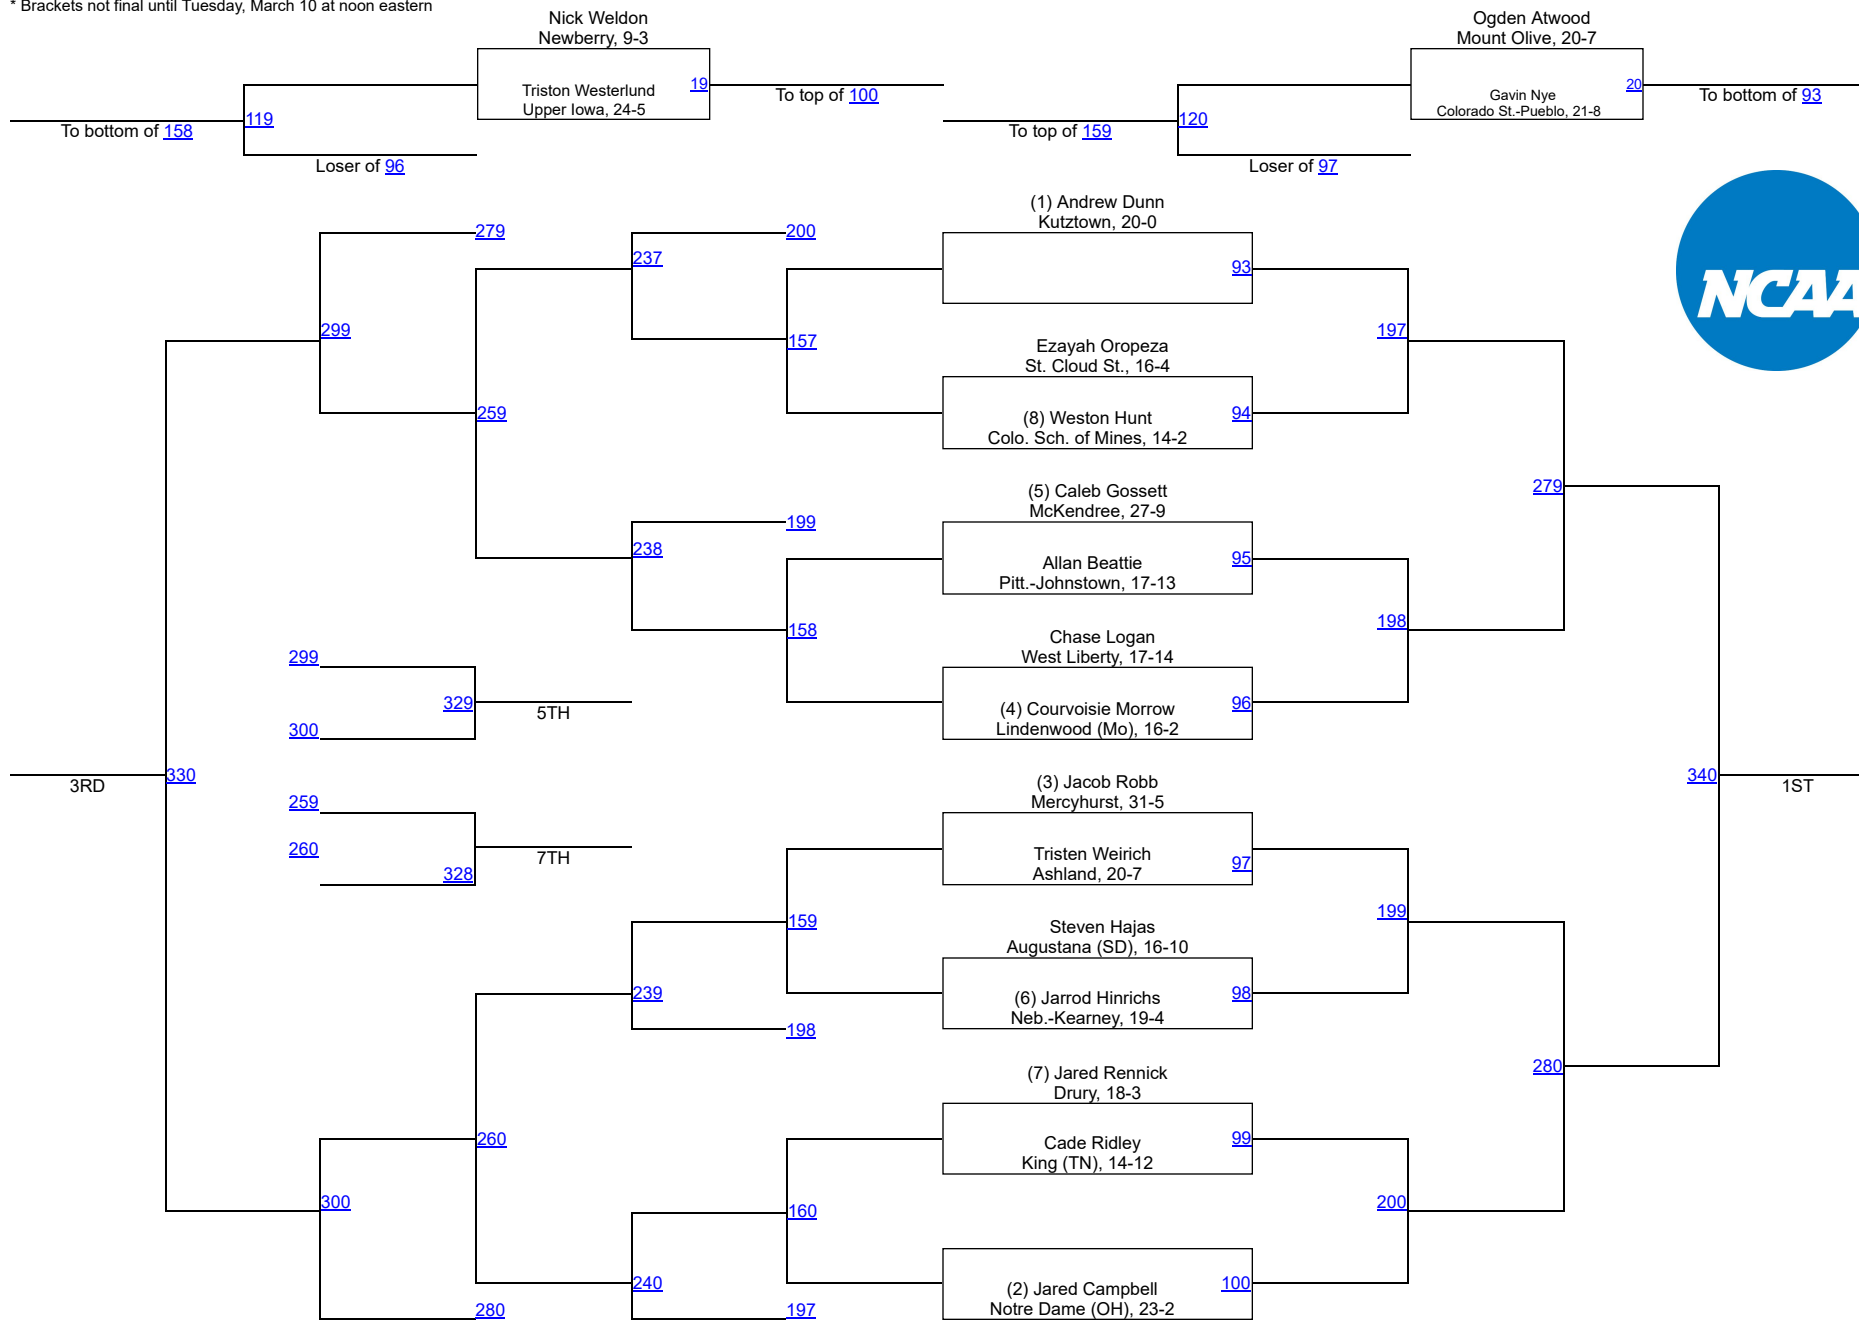 * Brackets not final until Tuesday, March 10 at noon eastern
Nick Weldon
Newberry, 9-3
Triston Westerlund
Upper Iowa, 24-5
19
To top of 100
119
To bottom of 158
Loser of 96
Ogden Atwood
Mount Olive, 20-7
Gavin Nye
Colorado St.-Pueblo, 21-8
20
To bottom of 93
120
To top of 159
Loser of 97
NCAA
(1) Andrew Dunn
Kutztown, 20-0
93
Ezayah Oropeza
St. Cloud St., 16-4
(8) Weston Hunt
Colo. Sch. of Mines, 14-2
94
(5) Caleb Gossett
McKendree, 27-9
Allan Beattie
Pitt.-Johnstown, 17-13
95
Chase Logan
West Liberty, 17-14
(4) Courvoisie Morrow
Lindenwood (Mo), 16-2
96
(3) Jacob Robb
Mercyhurst, 31-5
Tristen Weirich
Ashland, 20-7
97
Steven Hajas
Augustana (SD), 16-10
(6) Jarrod Hinrichs
Neb.-Kearney, 19-4
98
(7) Jared Rennick
Drury, 18-3
Cade Ridley
King (TN), 14-12
99
(2) Jared Campbell
Notre Dame (OH), 23-2
100
197
198
199
200
279
280
340
1ST
200
157
199
158
159
198
160
197
237
238
239
240
279
259
260
280
299
300
330
3RD
299
300
329
5TH
259
260
328
7TH